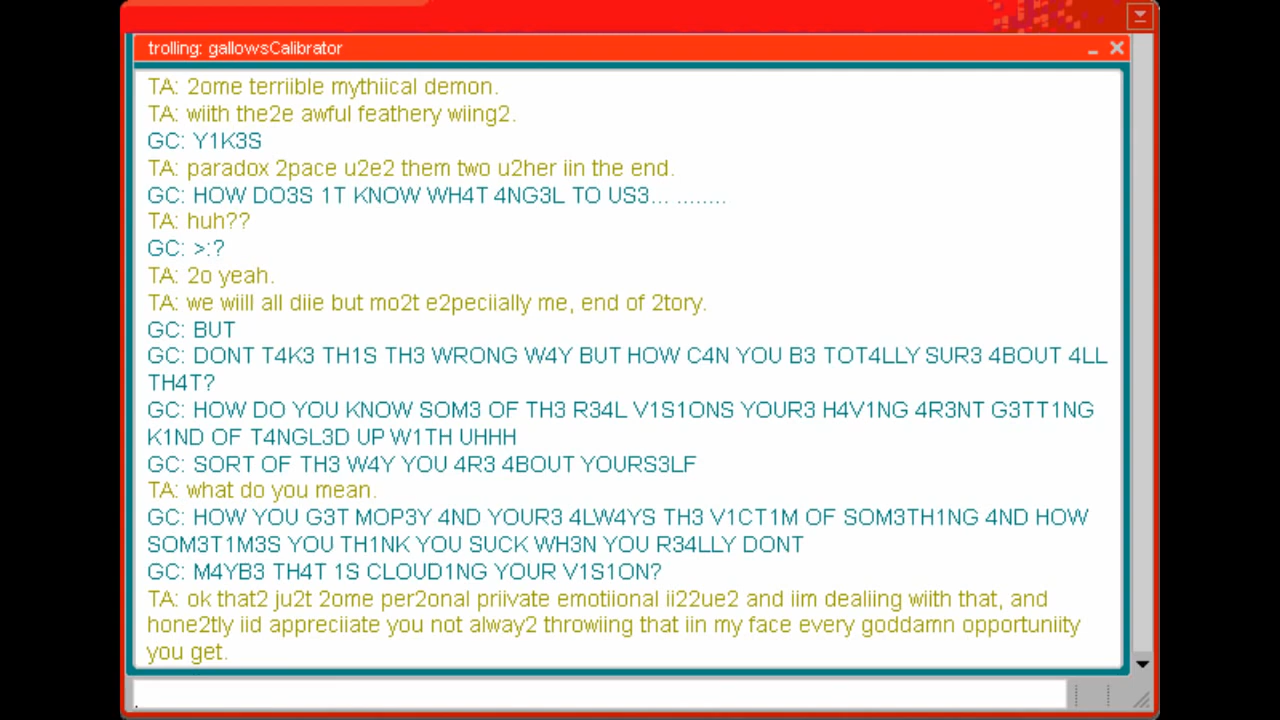 trolling: gallowsCalibrator
TA: 2ome terriible mythiical demon.
TA: wiith the2e awful feathery wiing2.
GC: Y1K3S
TA: paradox 2pace u2e2 them two u2her iin the end.
GC: HOW DO3S 1T KNOW WH4T 4NG3L TO US3... ........
TA: huh??
GC: >:?
TA: 2o yeah.
TA: we wiill all diie but mo2t e2peciially me, end of 2tory.
GC: BUT
GC: DONT T4K3 TH1S TH3 WRONG W4Y BUT HOW C4N YOU B3 TOT4LLY SUR3 4BOUT 4LL
TH4T?
GC: HOW DO YOU KNOW SOM3 OF TH3 R34L V1S1ONS YOUR3 H4V1NG 4R3NT G3TT1NG
K1ND OF T4NGL3D UP W1TH UHHH
GC: SORT OF TH3 W4Y YOU 4R3 4BOUT YOURS3LF
TA: what do you mean.
GC: HOW YOU G3T MOP3Y 4ND YOUR3 4LW4YS TH3 V1CT1M OF SOM3TH1NG 4ND HOW
SOM3T1M3S YOU TH1NK YOU SUCK WH3N YOU R34LLY DONT
GC: M4YB3 TH4T 1S CLOUD1NG YOUR V1S1ON?
TA: ok that2 ju2t 2ome per2onal priivate emotiional ii22ue2 and iim dealiing wiith that, and
hone2tly iid appreciiate you not alway2 throwiing that iin my face every goddamn opportuniity
you get.